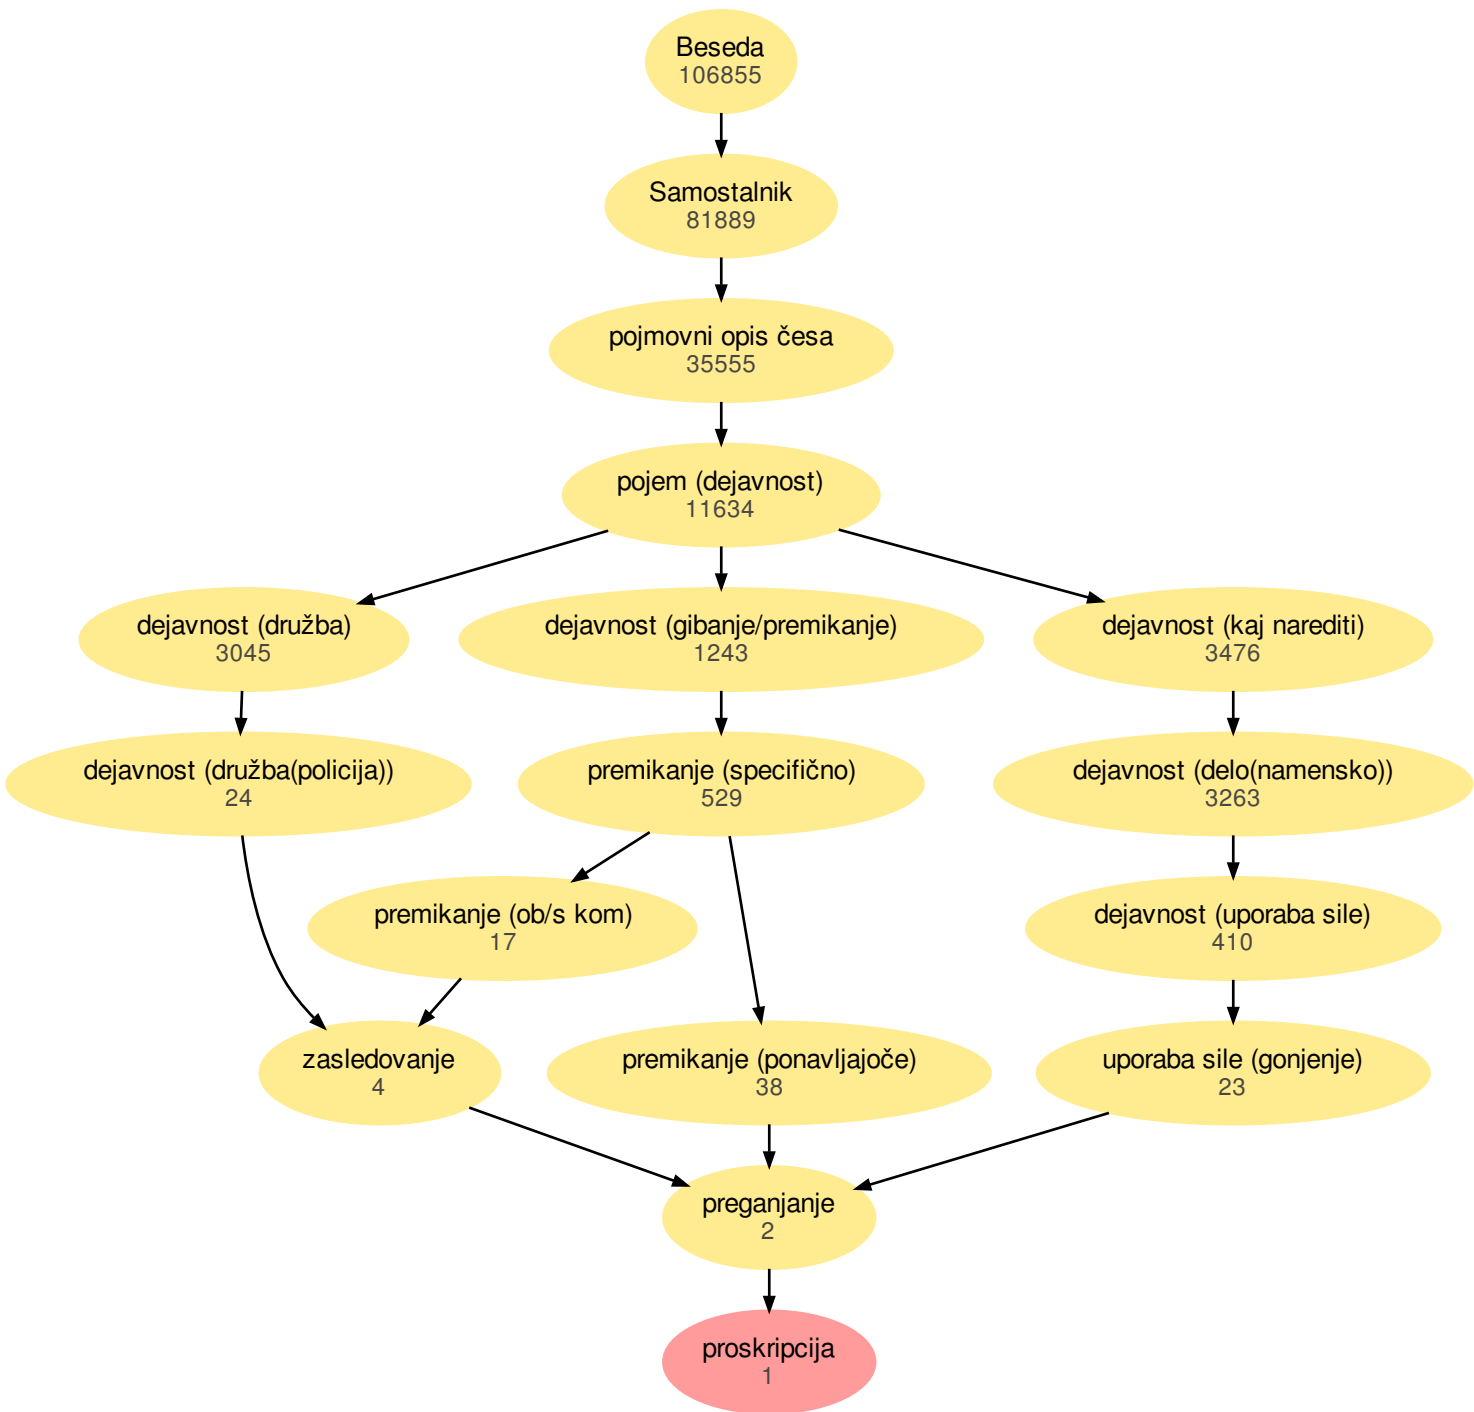 Beseda
106855
Samostalnik
81889
pojmovni opis česa
35555
pojem (dejavnost)
11634
dejavnost (družba)
3045
dejavnost (gibanje/premikanje)
1243
dejavnost (kaj narediti)
3476
dejavnost (družba(policija))
24
premikanje (specifično)
529
dejavnost (delo(namensko))
3263
premikanje (ob/s kom)
17
dejavnost (uporaba sile)
410
zasledovanje
4
premikanje (ponavljajoče)
38
uporaba sile (gonjenje)
23
preganjanje
2
proskripcija
1